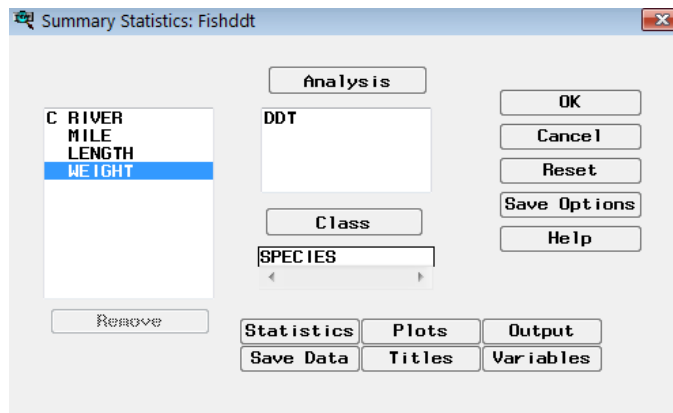 Summary Statistics: Fishddt
Analysis
C RIVER
MILE
LENGTH
WEIGHT
DDT
OK
Cancel
Reset
Save Options
Help
Class
SPECIES
Remove
Statistics Plots Output
Save Data Titles Variables